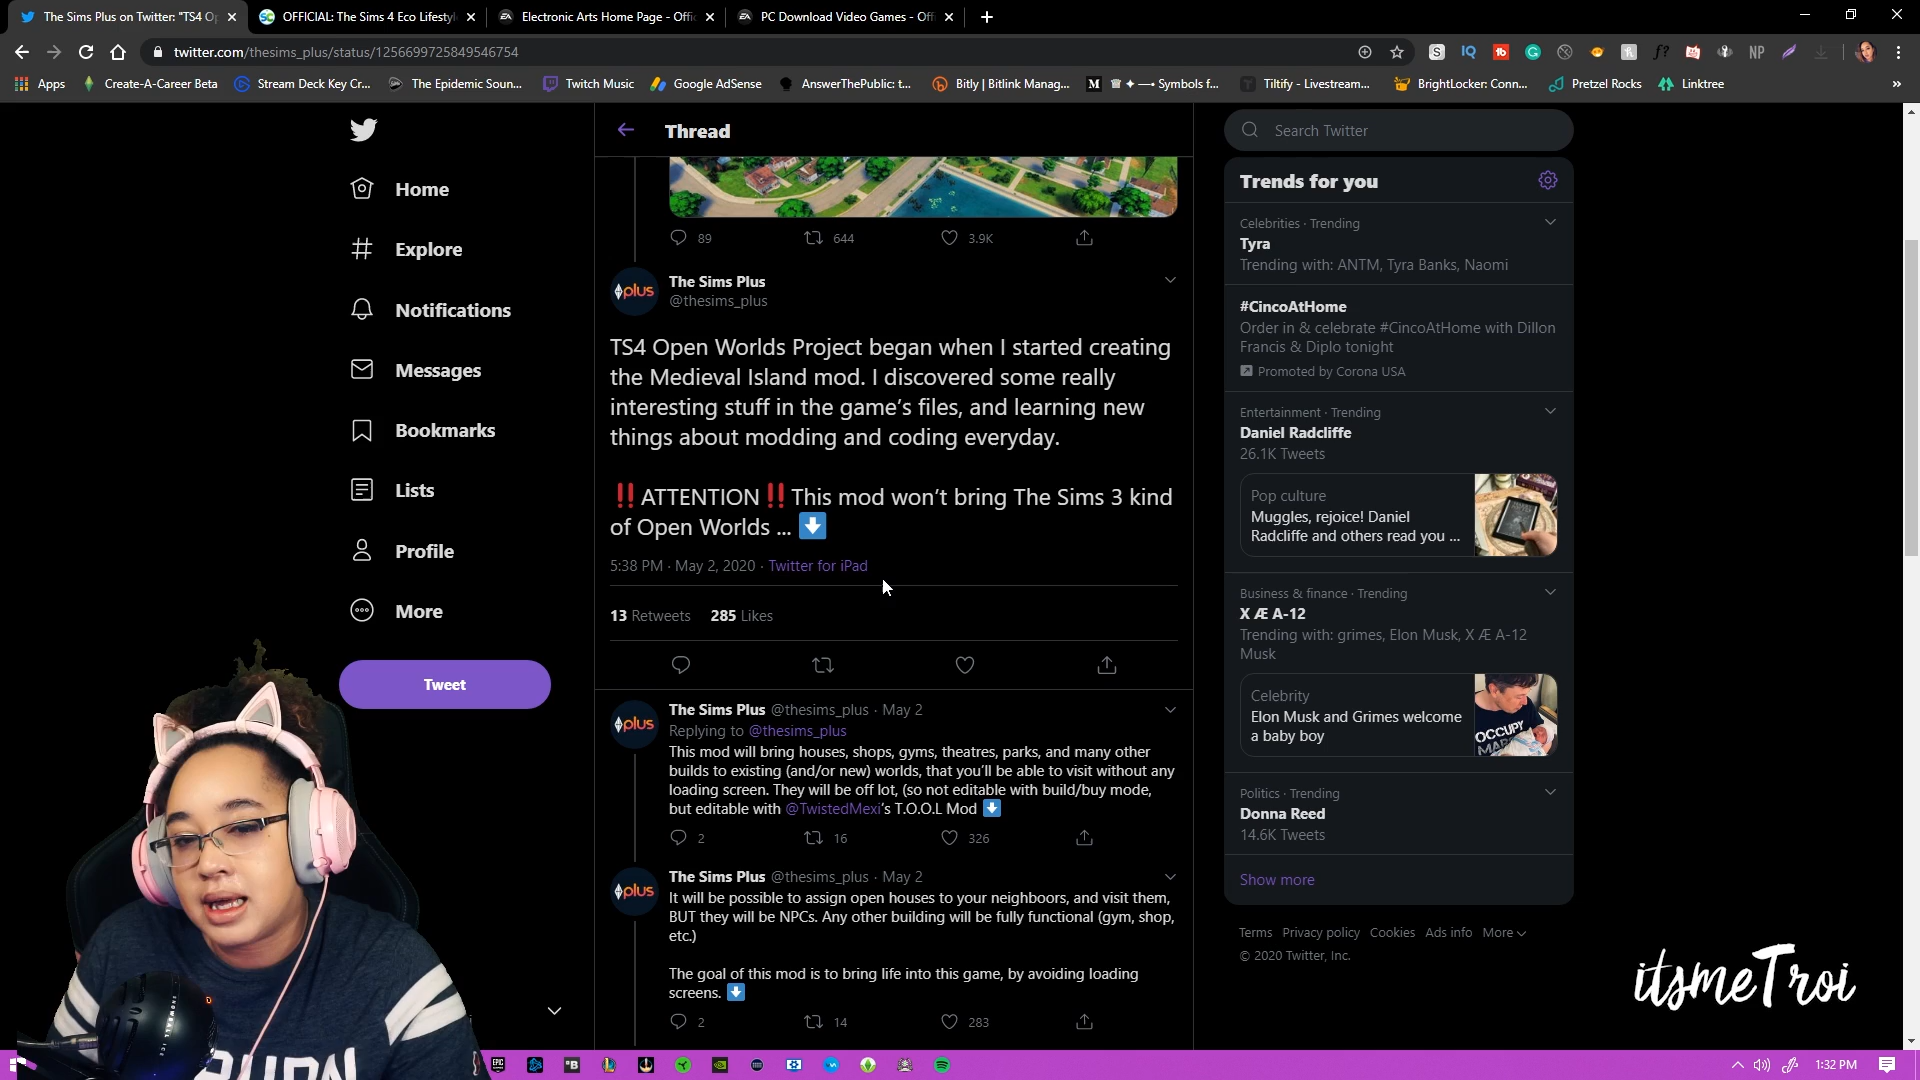 The Sims Plus on Twitter: "TS4 Op
OFFICIAL: The Sims 4 Eco Lifestyl
Electronic Arts Home Page - Offic
PC Download Video Games - Offi
twitter.com/thesims_plus/status/1256699725849546754
Apps
Create-A-Career Beta
Stream Deck Key Cr...
The Epidemic Soun...
Twitch Music
Google AdSense
AnswerThePublic: t...
Bitly | Bitlink Manag...
Symbols f...
Tiltify - Livestream...
BrightLocker: Conn...
Pretzel Rocks
Linktree
Home
Explore
Notifications
Messages
Bookmarks
Lists
Profile
More
Tweet
Thread
89
644
3.9K
plus
The Sims Plus
@thesims_plus
TS4 Open Worlds Project began when I started creating
the Medieval Island mod. I discovered some really
interesting stuff in the game's files, and learning new
things about modding and coding everyday.
‼️ATTENTION‼️This mod won't bring The Sims 3 kind
of Open Worlds ... ⬇️
5:38 PM · May 2, 2020 · Twitter for iPad
13 Retweets 285 Likes
plus
The Sims Plus @thesims_plus · May 2
Replying to @thesims_plus
This mod will bring houses, shops, gyms, theatres, parks, and many other
builds to existing (and/or new) worlds, that you'll be able to visit without any
loading screen. They will be off lot, (so not editable with build/buy mode,
but editable with @TwistedMexi's T.O.O.L Mod ⬇️
2
16
326
plus
The Sims Plus @thesims_plus · May 2
It will be possible to assign open houses to your neighboors, and visit them,
BUT they will be NPCs. Any other building will be fully functional (gym, shop,
etc.)
The goal of this mod is to bring life into this game, by avoiding loading
screens. ⬇️
2
14
283
Search Twitter
Trends for you
Celebrities · Trending
Tyra
Trending with: ANTM, Tyra Banks, Naomi
#CincoAtHome
Order in & celebrate #CincoAtHome with Dillon
Francis & Diplo tonight
Promoted by Corona USA
Entertainment · Trending
Daniel Radcliffe
26.1K Tweets
Pop culture
Muggles, rejoice! Daniel
Radcliffe and others read you ...
Business & finance · Trending
X Æ A-12
Trending with: grimes, Elon Musk, X Æ A-12
Musk
Celebrity
Elon Musk and Grimes welcome
a baby boy
OCCUPY
Politics · Trending
Donna Reed
14.6K Tweets
Show more
Terms Privacy policy Cookies Ads info More
© 2020 Twitter, Inc.
itsmeTroi
1:32 PM